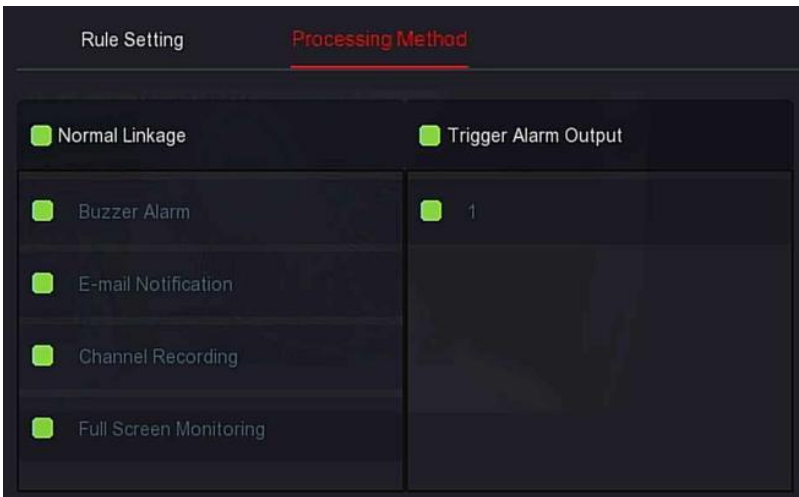 Rule Setting
Processing Method
Normal Linkage
Trigger Alarm Output
Buzzer Alarm
1
E-mail Notification
Channel Recording
Full Screen Monitoring